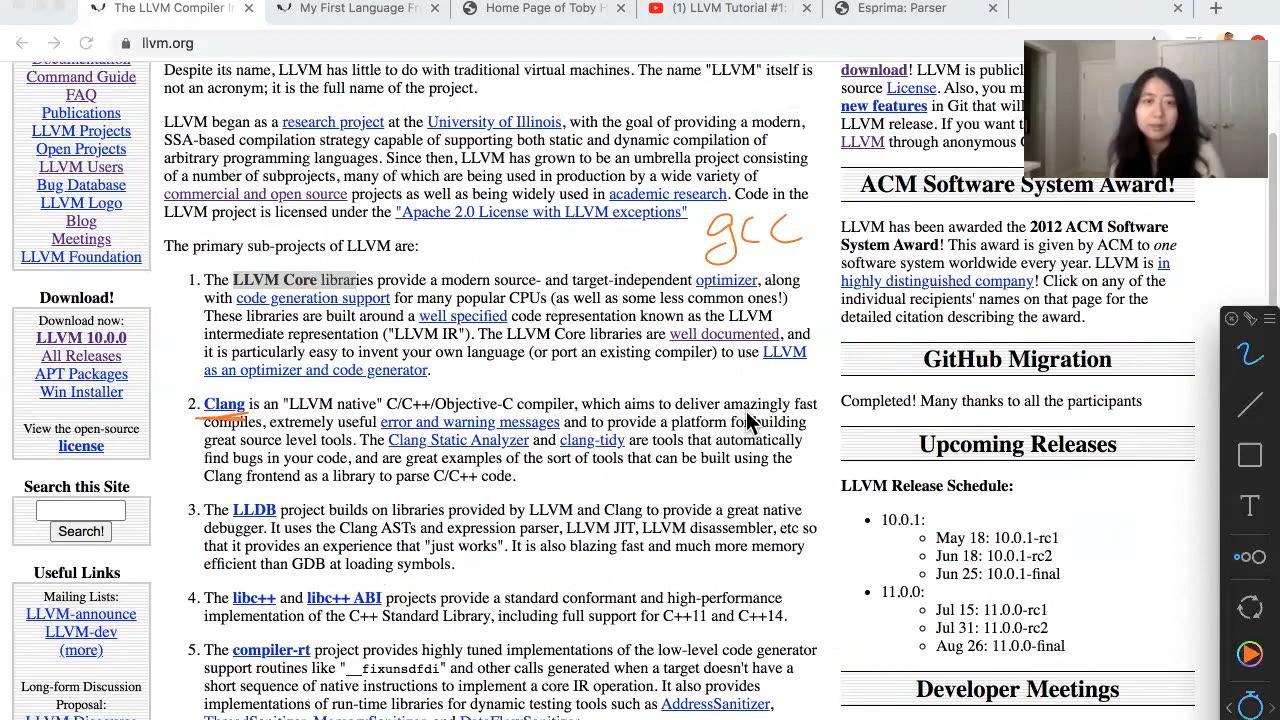 The LLVM Compiler In
My First Language Fr
Home Page of Toby H
(1) LLVM Tutorial #1:
Esprima: Parser
llvm.org
Documentation
Command Guide
FAQ
Publications
LLVM Projects
Open Projects
LLVM Users
Bug Database
LLVM Logo
Blog
Meetings
LLVM Foundation
Download!
Download now:
LLVM 10.0.0
All Releases
APT Packages
Win Installer
View the open-source
license
Search this Site
Search!
Useful Links
Mailing Lists:
LLVM-announce
LLVM-dev
(more)
Long-form Discussion
Proposal:
LLVM Discourse
Despite its name, LLVM has little to do with traditional virtual machines. The name "LLVM" itself is
not an acronym; it is the full name of the project.
LLVM began as a research project at the University of Illinois, with the goal of providing a modern,
SSA-based compilation strategy capable of supporting both static and dynamic compilation of
arbitrary programming languages. Since then, LLVM has grown to be an umbrella project consisting
of a number of subprojects, many of which are being used in production by a wide variety of
commercial and open source projects as well as being widely used in academic research. Code in the
LLVM project is licensed under the "Apache 2.0 License with LLVM exceptions"
gcc
The primary sub-projects of LLVM are:
1. The LLVM Core libraries provide a modern source- and target-independent optimizer, along
with code generation support for many popular CPUs (as well as some less common ones!)
These libraries are built around a well specified code representation known as the LLVM
intermediate representation ("LLVM IR"). The LLVM Core libraries are well documented, and
it is particularly easy to invent your own language (or port an existing compiler) to use LLVM
as an optimizer and code generator.
2. Clang is an "LLVM native" C/C++/Objective-C compiler, which aims to deliver amazingly fast
compiles, extremely useful error and warning messages and to provide a platform for building
great source level tools. The Clang Static Analyzer and clang-tidy are tools that automatically
find bugs in your code, and are great examples of the sort of tools that can be built using the
Clang frontend as a library to parse C/C++ code.
3. The LLDB project builds on libraries provided by LLVM and Clang to provide a great native
debugger. It uses the Clang ASTs and expression parser, LLVM JIT, LLVM disassembler, etc so
that it provides an experience that "just works". It is also blazing fast and much more memory
efficient than GDB at loading symbols.
4. The libc++ and libc++ ABI projects provide a standard conformant and high-performance
implementation of the C++ Standard Library, including full support for C++11 and C++14.
5. The compiler-rt project provides highly tuned implementations of the low-level code generator
support routines like "__fixunsdfdi" and other calls generated when a target doesn't have a
short sequence of native instructions to implement a core IR operation. It also provides
implementations of run-time libraries for dynamic testing tools such as AddressSanitizer,
ThreadSanitizer, MemorySanitizer, and DataFlowSanitizer.
download! LLVM is publicl
source License. Also, you mi
new features in Git that will
LLVM release. If you want t
LLVM through anonymous
ACM Software System Award!
LLVM has been awarded the 2012 ACM Software
System Award! This award is given by ACM to one
software system worldwide every year. LLVM is in
highly distinguished company! Click on any of the
individual recipients' names on that page for the
detailed citation describing the award.
GitHub Migration
Completed! Many thanks to all the participants
Upcoming Releases
LLVM Release Schedule:
10.0.1:
May 18: 10.0.1-rc1
Jun 18: 10.0.1-rc2
Jun 25: 10.0.1-final
11.0.0:
Jul 15: 11.0.0-rc1
Jul 31: 11.0.0-rc2
Aug 26: 11.0.0-final
Developer Meetings
T